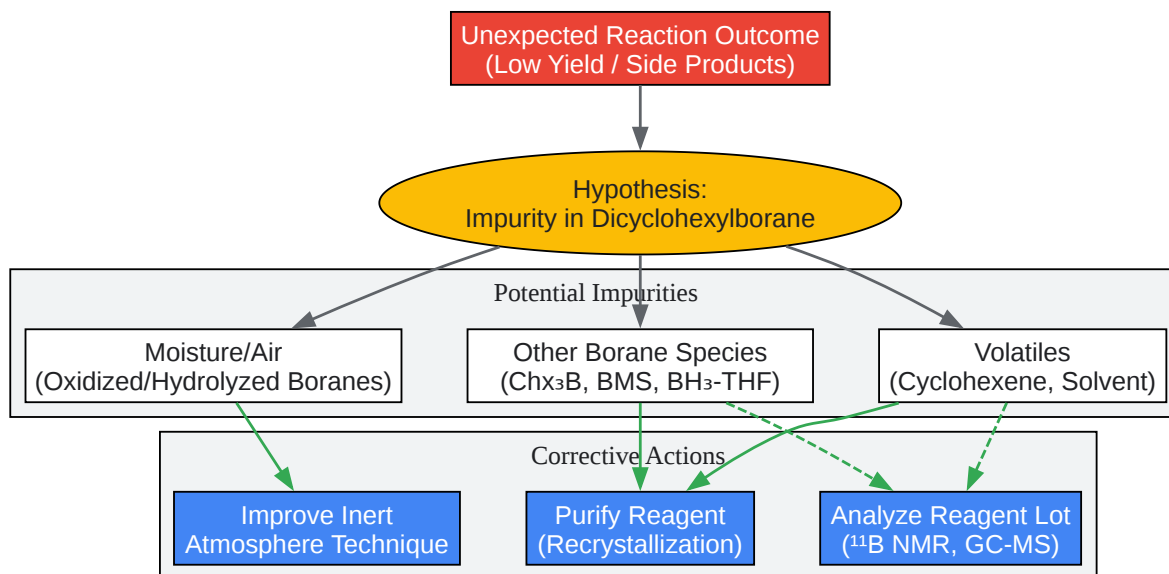 Unexpected Reaction Outcome
(Low Yield / Side Products)
Hypothesis:
Impurity in Dicyclohexylborane
Potential Impurities
Moisture/Air
(Oxidized/Hydrolyzed Boranes)
Other Borane Species
(Chx₃B, BMS, BH₃-THF)
Volatiles
(Cyclohexene, Solvent)
Corrective Actions
Improve Inert
Atmosphere Technique
Purify Reagent
(Recrystallization)
Analyze Reagent Lot
(¹¹B NMR, GC-MS)